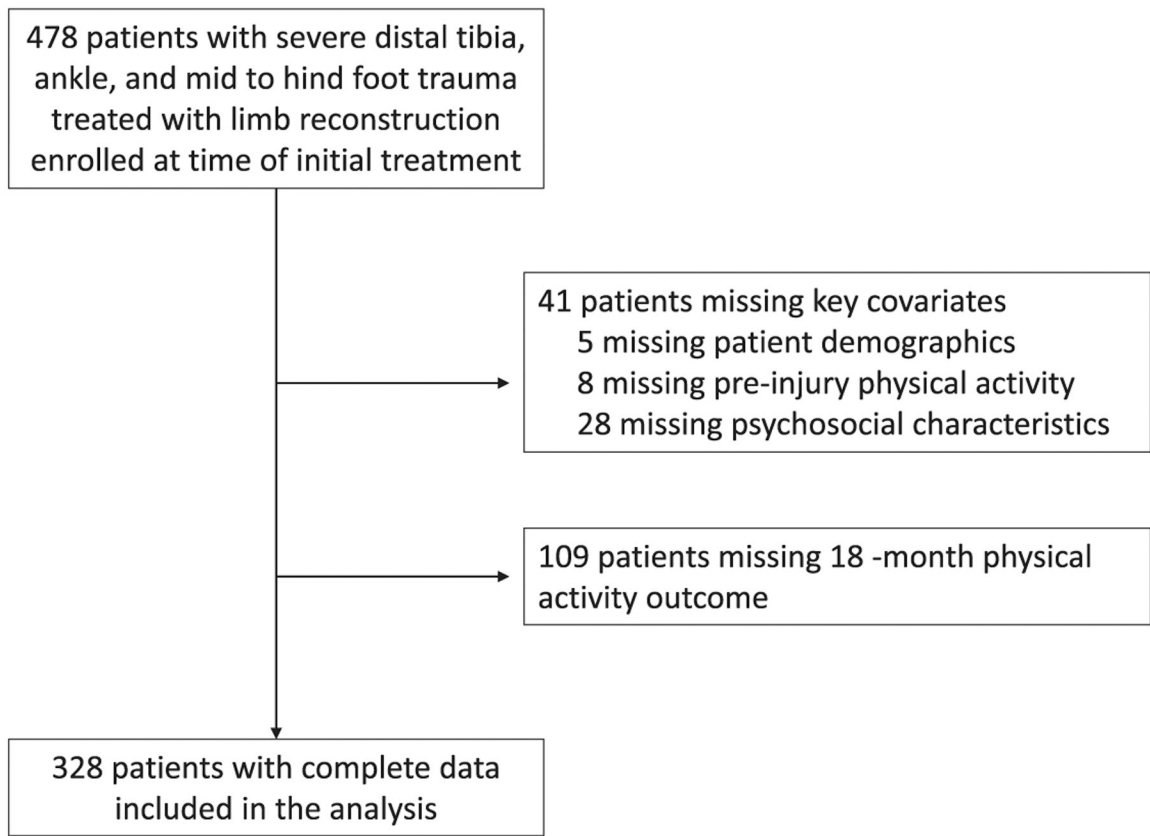 478 patients with severe distal tibia,
ankle, and mid to hind foot trauma
treated with limb reconstruction
enrolled at time of initial treatment
41 patients missing key covariates
5 missing patient demographics
8 missing pre-injury physical activity
28 missing psychosocial characteristics
109 patients missing 18 -month physical
activity outcome
328 patients with complete data
included in the analysis